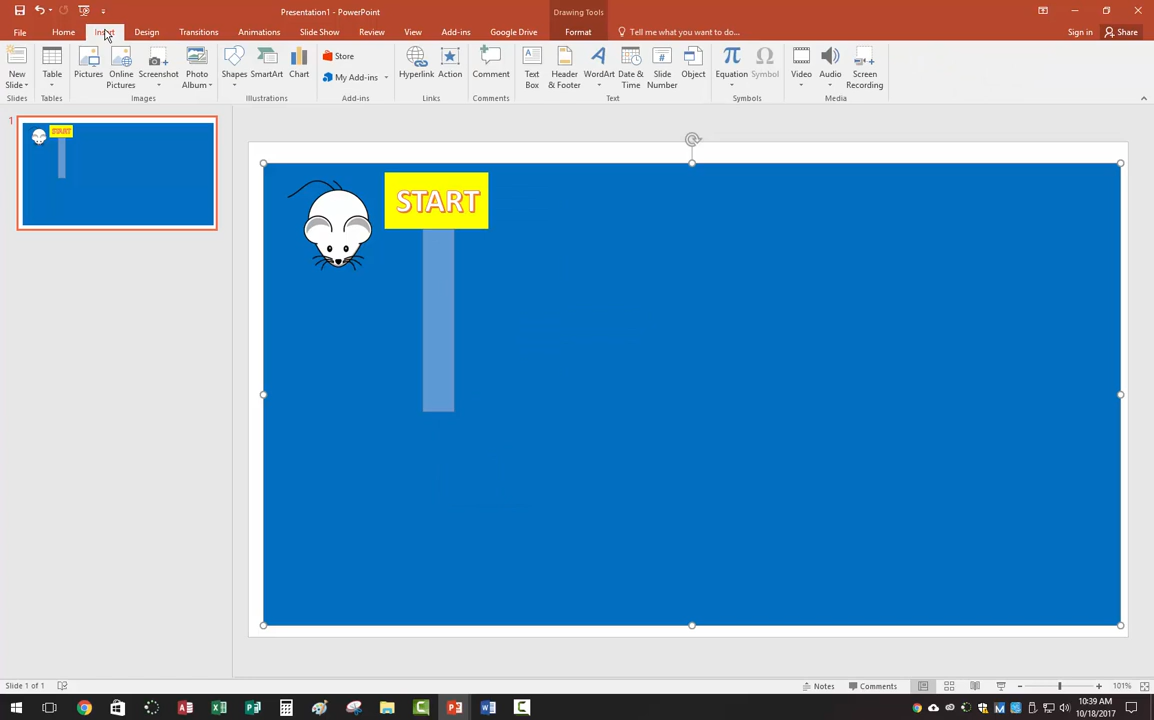 Presentation1 - PowerPoint
Drawing Tools
File Home Insert Design Transitions Animations Slide Show Review View Add-ins Google Drive Format Tell me what you want to do... Sign in Share
New Slide
Table
Pictures
Online Pictures
Screenshot
Photo Album
Shapes
SmartArt
Chart
Store
My Add-ins
Hyperlink
Action
Comment
Text Box
Header & Footer
WordArt
Date & Time
Slide Number
Object
Equation
Symbol
Video
Audio
Screen Recording
Slides Tables Images Illustrations Add-ins Links Comments Text Symbols Media
1
START
START
Slide 1 of 1
Notes
Comments
101%
10:39 AM
10/18/2017